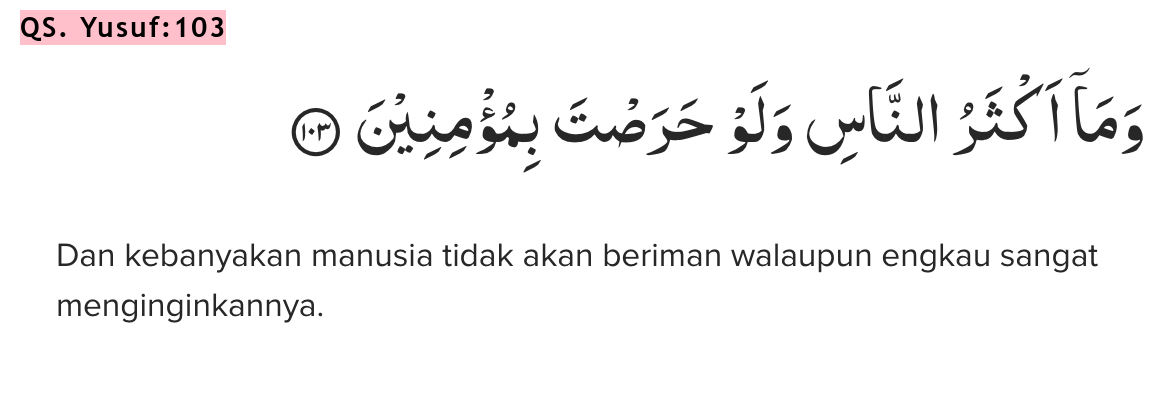 QS. Yusuf:103
وَمَآ اَكْثَرُ النَّاسِ وَلَوْ حَرَصْتَ بِمُؤْمِنِيْنَ ١٠٣
Dan kebanyakan manusia tidak akan beriman walaupun engkau sangat
menginginkannya.